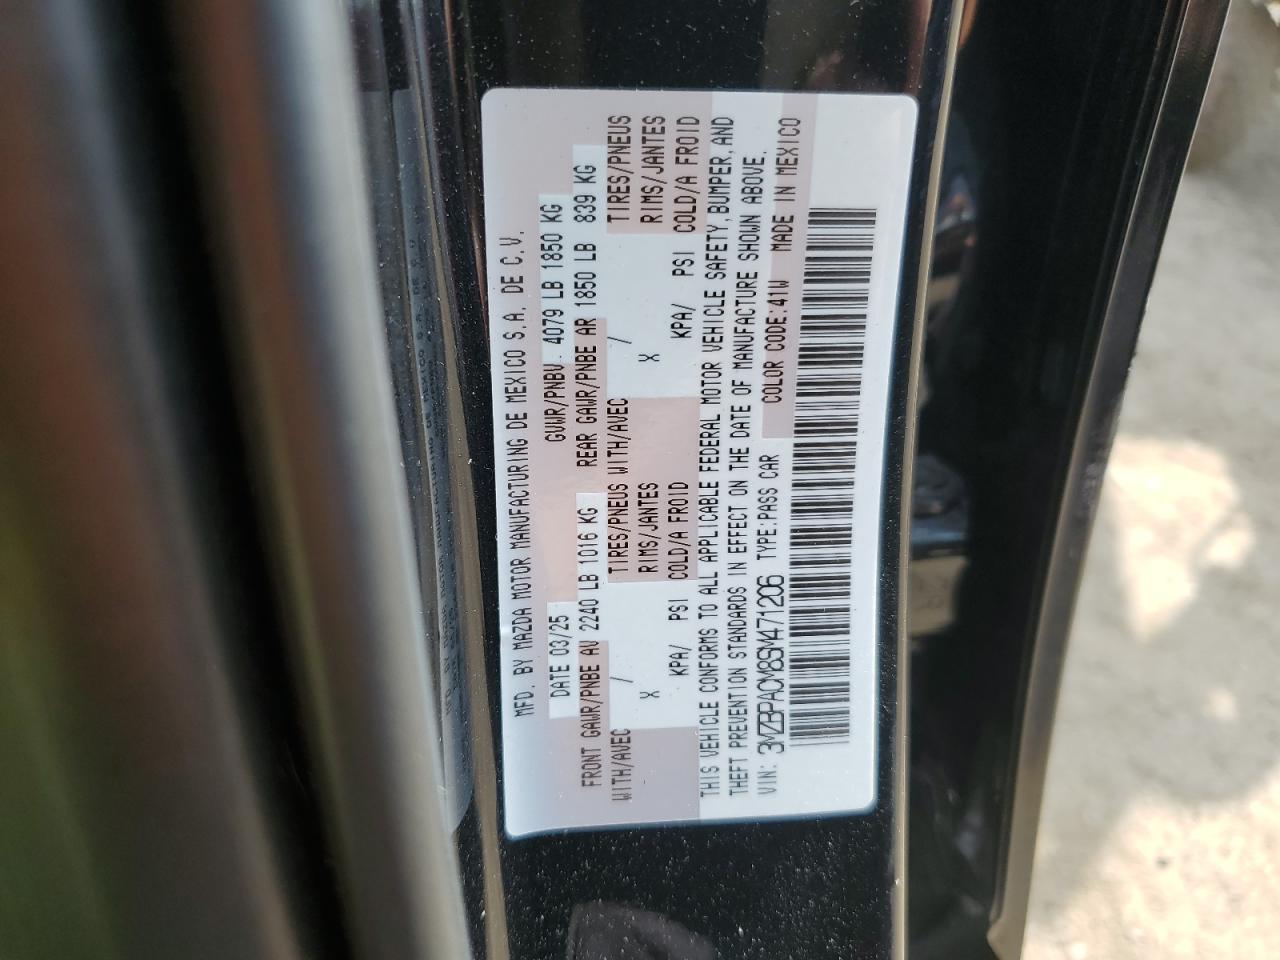 MFD. BY MAZDA MOTOR MANUFACTURING DE MEXICO S.A. DE C.V.
DATE 03/25 GVWR/PNBV 4079 LB 1850 KG
FRONT GAWR/PNBE AV 2240 LB 1016 KG REAR GAWR/PNBE AR 1850 LB 839 KG
WITH/AVEC / TIRES/PNEUS WITH/AVEC / TIRES/PNEUS
X RIMS/JANTES X RIMS/JANTES
KPA/ PSI COLD/A FROID KPA/ PSI COLD/A FROID
THIS VEHICLE CONFORMS TO ALL APPLICABLE FEDERAL MOTOR VEHICLE SAFETY, BUMPER, AND
THEFT PREVENTION STANDARDS IN EFFECT ON THE DATE OF MANUFACTURE SHOWN ABOVE.
VIN: 3MZBPACM8SM471206 TYPE:PASS CAR COLOR CODE:41W MADE IN MEXICO